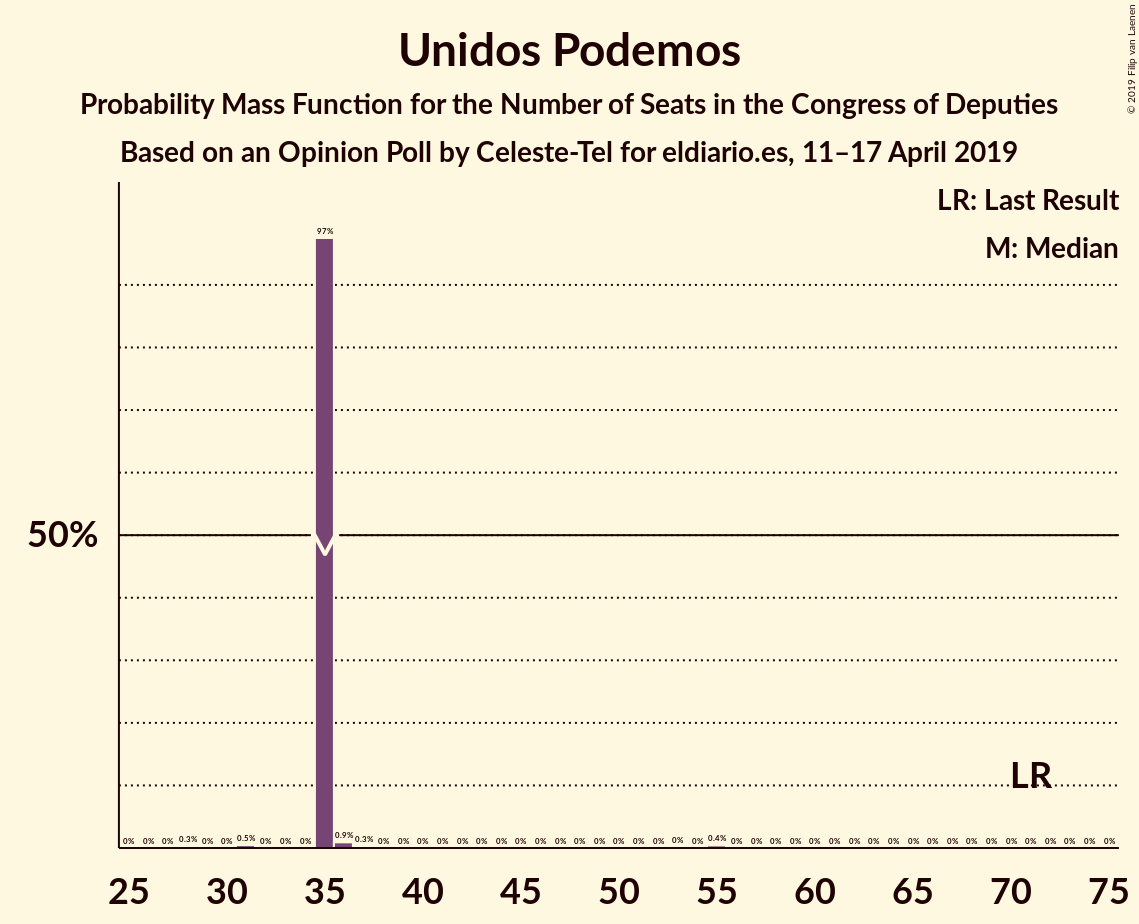 Unidos Podemos
Probability Mass Function for the Number of Seats in the Congress of Deputies
Based on an Opinion Poll by Celeste-Tel for eldiario.es, 11–17 April 2019
© 2019 Filip van Laenen
LR: Last Result
M: Median
97%
50%
LR
0% 0% 0% 0.3% 0% 0% 0.5% 0% 0% 0% 0.9% 0.3% 0% 0% 0% 0% 0% 0% 0% 0% 0% 0% 0% 0% 0% 0% 0% 0% 0% 0.4% 0% 0% 0% 0% 0% 0% 0% 0% 0% 0% 0% 0% 0% 0% 0% 0% 0% 0% 0% 0%
25 30 35 40 45 50 55 60 65 70 75